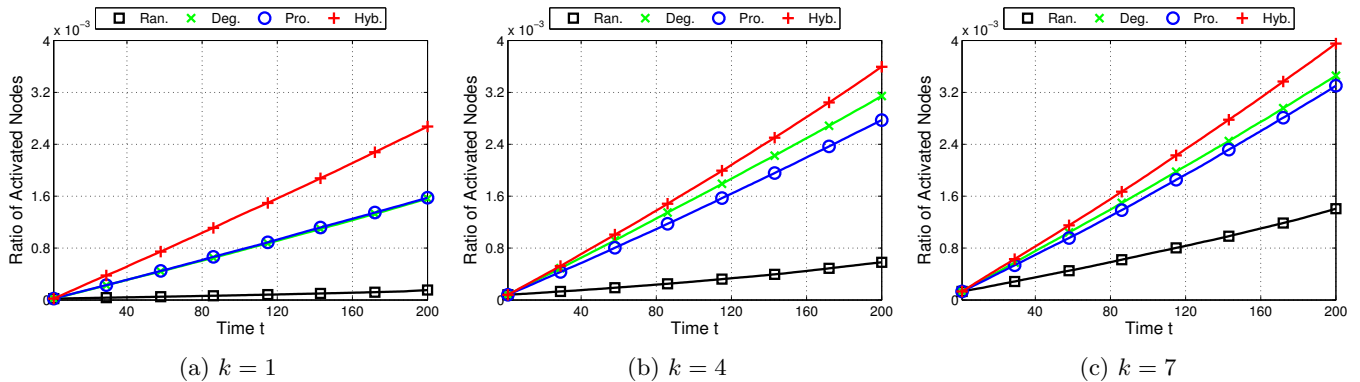 Ran. Deg. Pro. Hyb.
x 10⁻³
4
3.2
2.4
1.6
0.8
0
40 80 120 160 200
Ratio of Activated Nodes
Time t
(a) k = 1
Ran. Deg. Pro. Hyb.
x 10⁻³
4
3.2
2.4
1.6
0.8
0
40 80 120 160 200
Ratio of Activated Nodes
Time t
(b) k = 4
Ran. Deg. Pro. Hyb.
x 10⁻³
4
3.2
2.4
1.6
0.8
0
40 80 120 160 200
Ratio of Activated Nodes
Time t
(c) k = 7